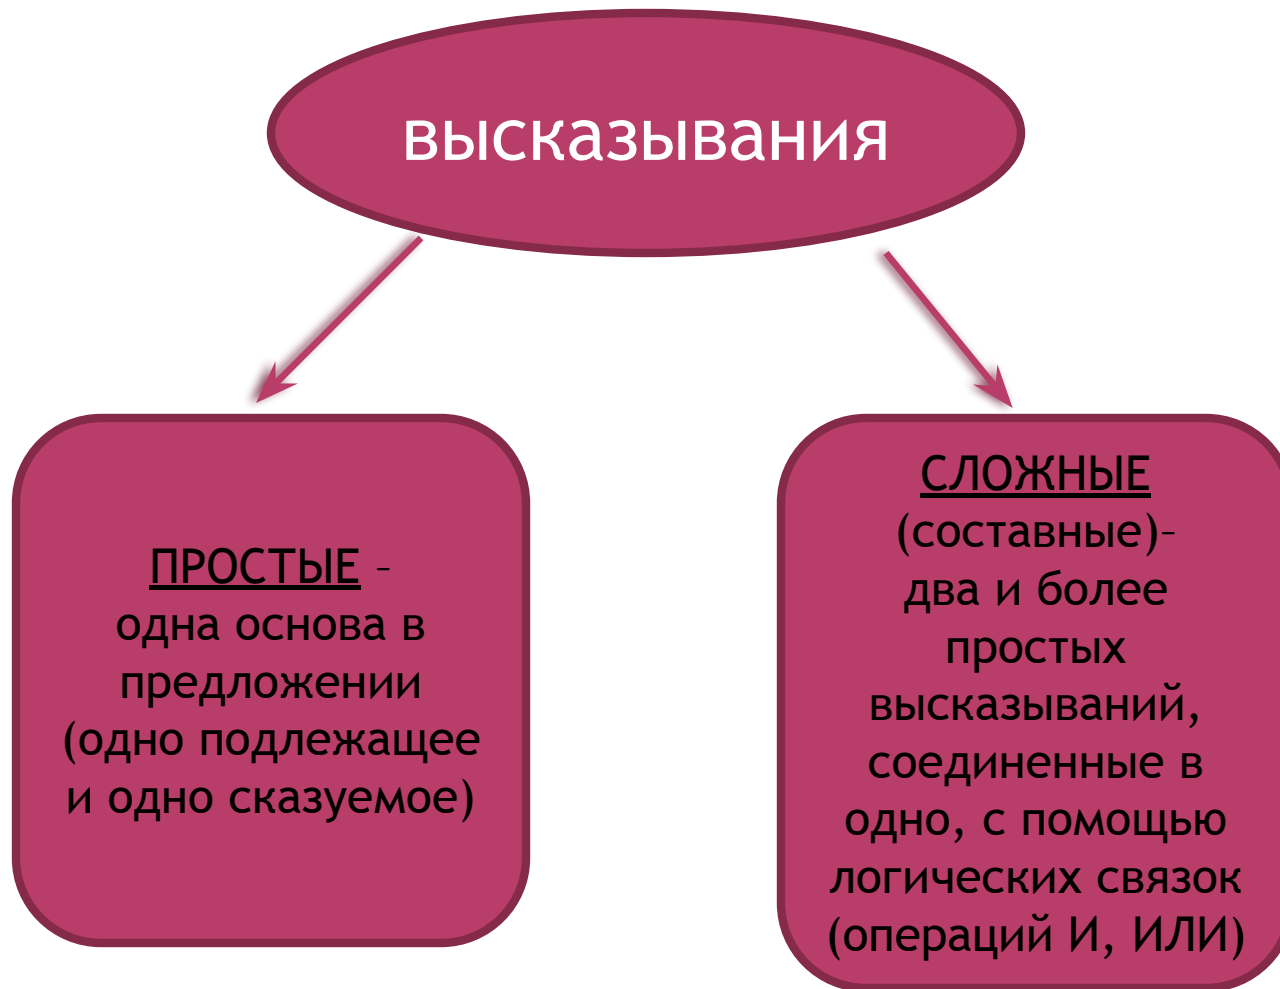 высказывания
ПРОСТЫЕ –
одна основа в
предложении
(одно подлежащее
и одно сказуемое)
СЛОЖНЫЕ
(составные)–
два и более
простых
высказываний,
соединенные в
одно, с помощью
логических связок
(операций И, ИЛИ)